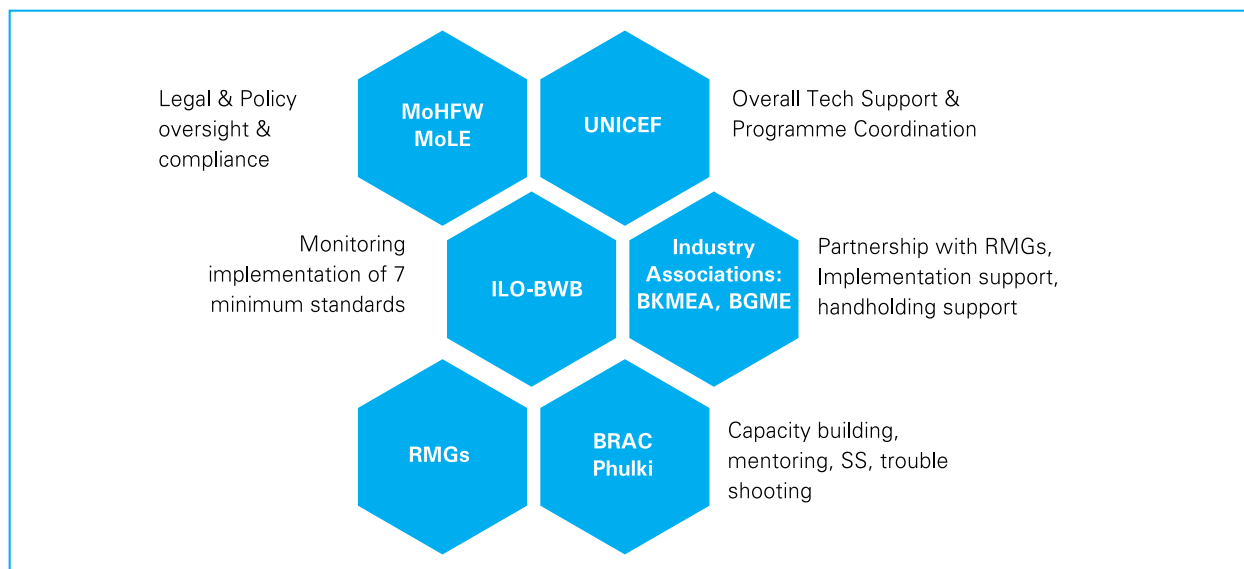 Legal & Policy
oversight &
compliance
MoHFW
MoLE
UNICEF
Overall Tech Support &
Programme Coordination
Monitoring
implementation of 7
minimum standards
ILO-BWB
Industry
Associations:
BKMEA, BGME
Partnership with RMGs,
Implementation support,
handholding support
RMGs
BRAC
Phulki
Capacity building,
mentoring, SS, trouble
shooting